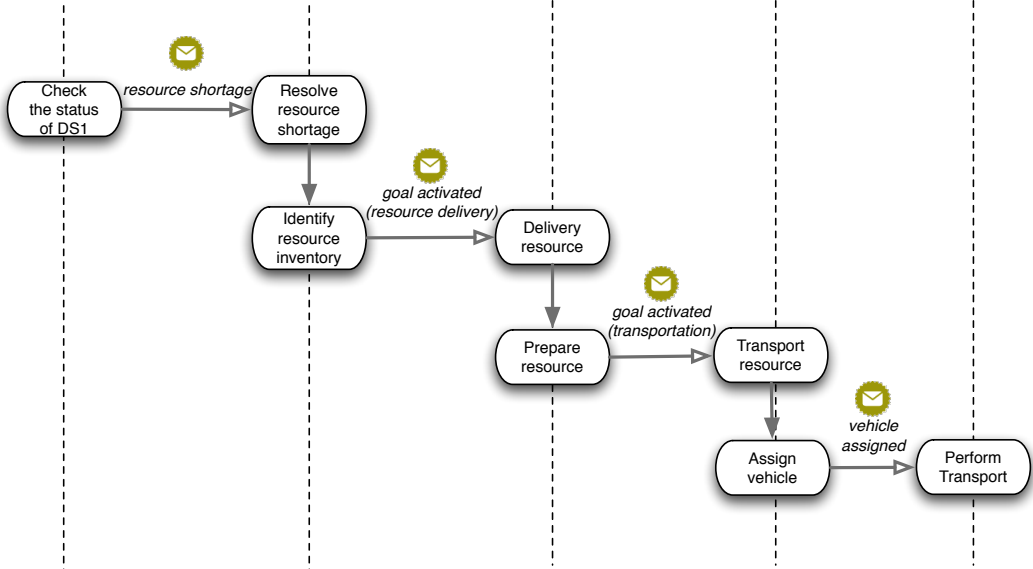 Check
the status
of DS1
resource shortage
Resolve
resource
shortage
Identify
resource
inventory
goal activated
(resource delivery)
Delivery
resource
Prepare
resource
goal activated
(transportation)
Transport
resource
Assign
vehicle
vehicle
assigned
Perform
Transport